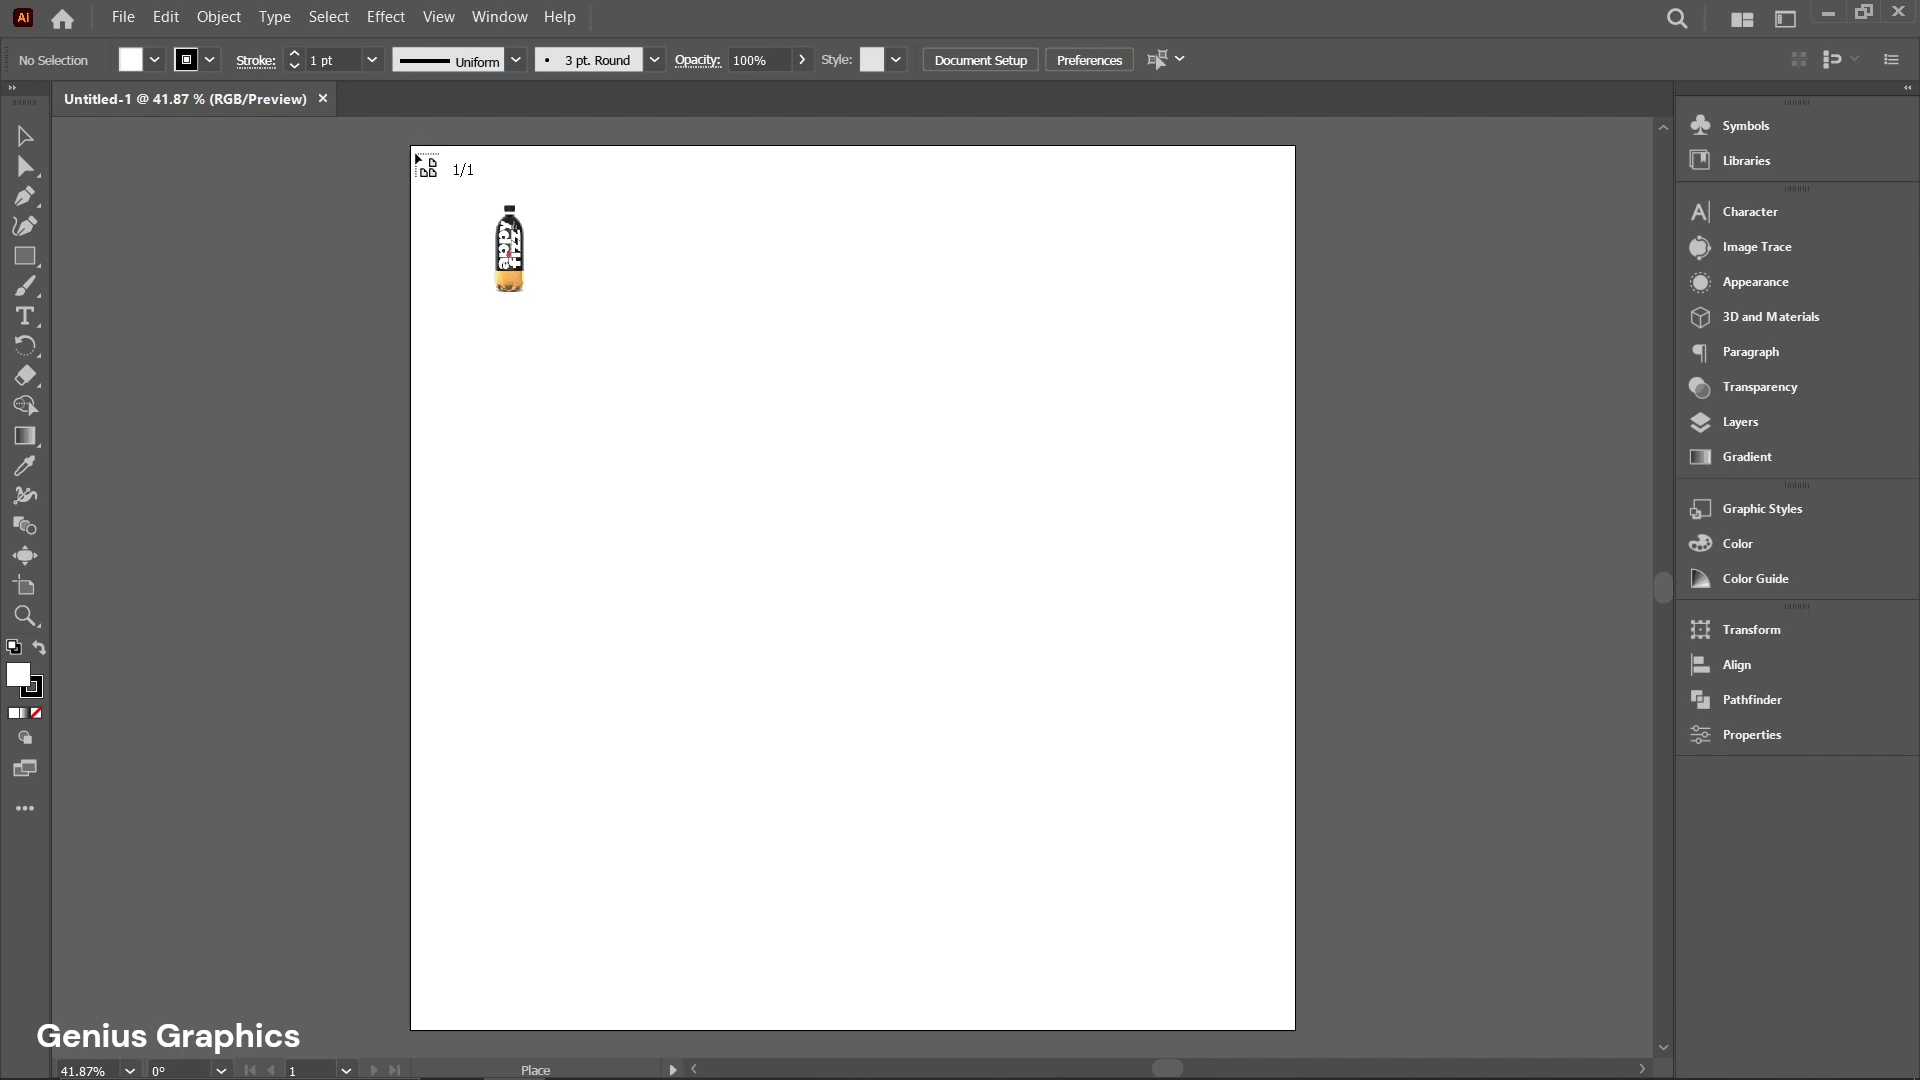 Ai File Edit Object Type Select Effect View Window Help
No Selection Stroke: 1 pt Uniform 3 pt. Round Opacity: 100% Style: Document Setup Preferences
Untitled-1 @ 41.87 % (RGB/Preview)
1/1
Symbols
Libraries
Character
Image Trace
Appearance
3D and Materials
Paragraph
Transparency
Layers
Gradient
Graphic Styles
Color
Color Guide
Transform
Align
Pathfinder
Properties
Genius Graphics
41.87% 0° 1 Place